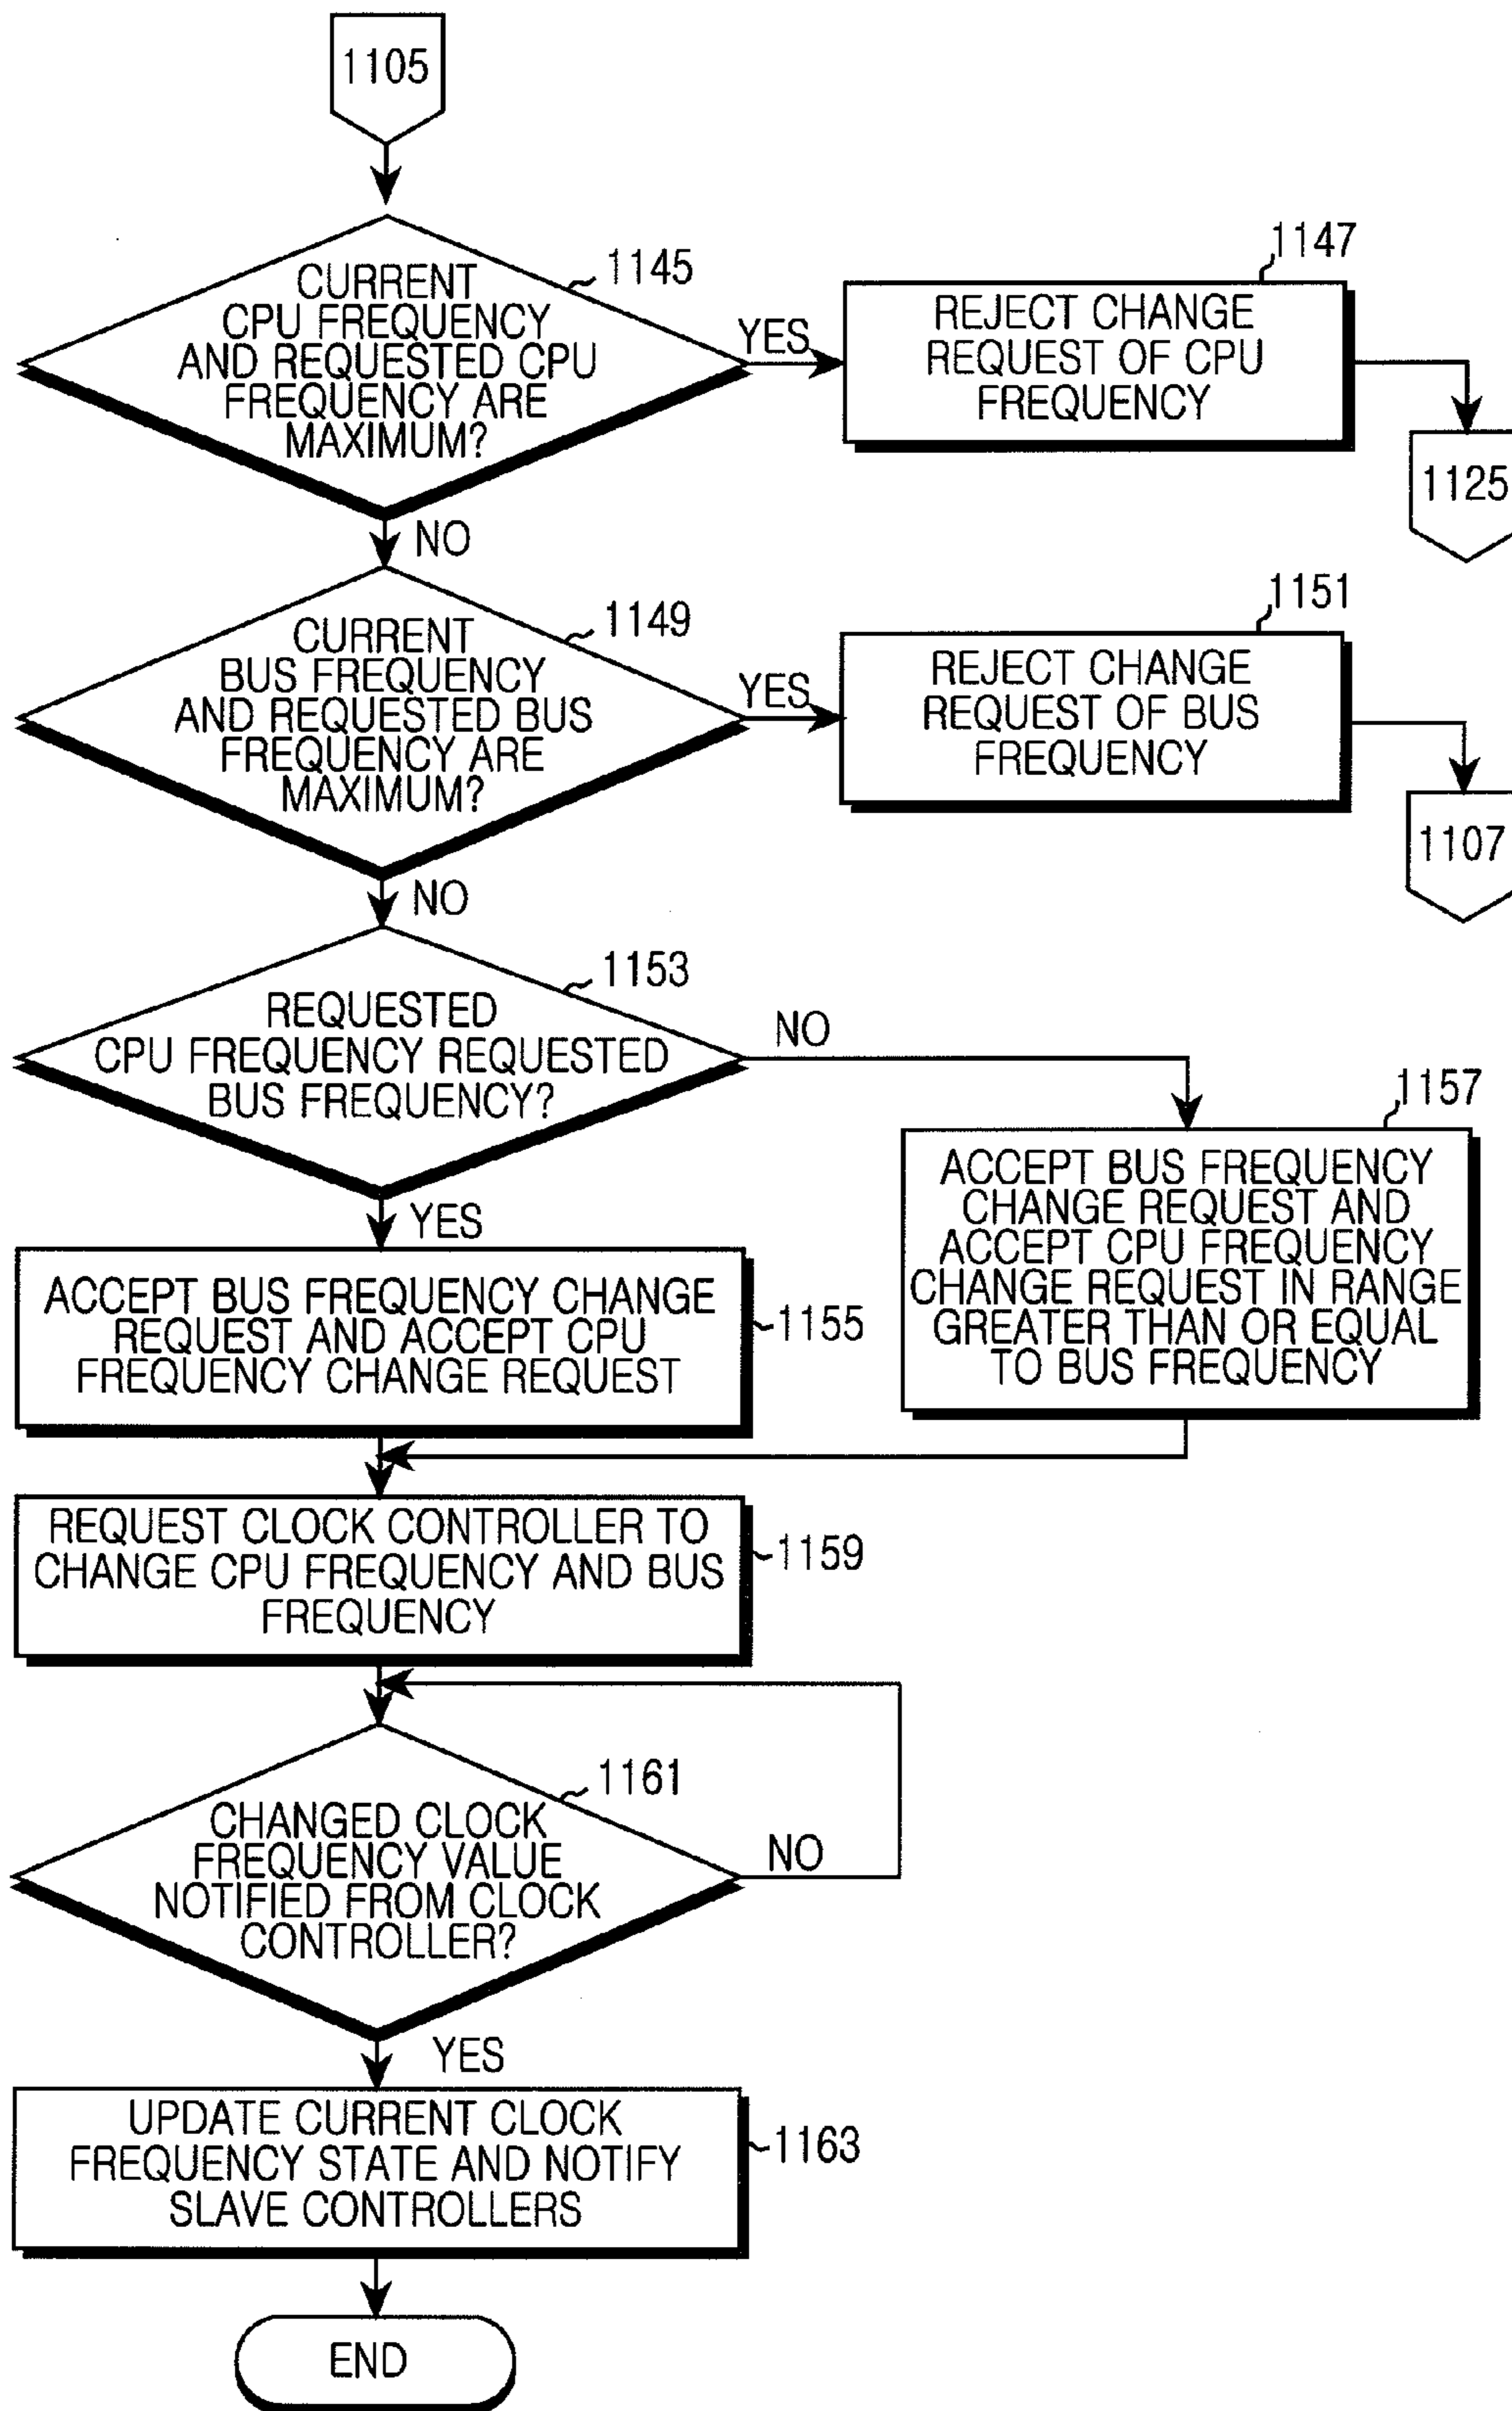 1105
1145
CURRENT
CPU FREQUENCY
AND REQUESTED CPU
FREQUENCY ARE
MAXIMUM?
YES
1147
REJECT CHANGE
REQUEST OF CPU
FREQUENCY
1125
NO
1149
CURRENT
BUS FREQUENCY
AND REQUESTED BUS
FREQUENCY ARE
MAXIMUM?
YES
1151
REJECT CHANGE
REQUEST OF BUS
FREQUENCY
1107
NO
1153
REQUESTED
CPU FREQUENCY REQUESTED
BUS FREQUENCY?
NO
1157
ACCEPT BUS FREQUENCY
CHANGE REQUEST AND
ACCEPT CPU FREQUENCY
CHANGE REQUEST IN RANGE
GREATER THAN OR EQUAL
TO BUS FREQUENCY
YES
ACCEPT BUS FREQUENCY CHANGE
REQUEST AND ACCEPT CPU
FREQUENCY CHANGE REQUEST
1155
REQUEST CLOCK CONTROLLER TO
CHANGE CPU FREQUENCY AND BUS
FREQUENCY
1159
1161
CHANGED CLOCK
FREQUENCY VALUE
NOTIFIED FROM CLOCK
CONTROLLER?
NO
YES
UPDATE CURRENT CLOCK
FREQUENCY STATE AND NOTIFY
SLAVE CONTROLLERS
1163
END